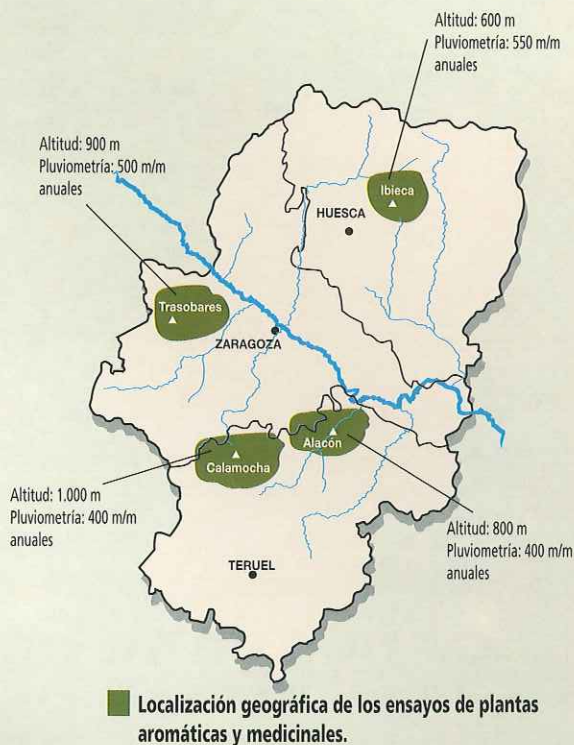 Altitud: 600 m
Pluviometría: 550 m/m
anuales
Altitud: 900 m
Pluviometría: 500 m/m
anuales
Ibieca
HUESCA
Trasobares
ZARAGOZA
Alacón
Calamocha
Altitud: 1.000 m
Pluviometría: 400 m/m
anuales
Altitud: 800 m
Pluviometría: 400 m/m
anuales
TERUEL
Localización geográfica de los ensayos de plantas
aromáticas y medicinales.